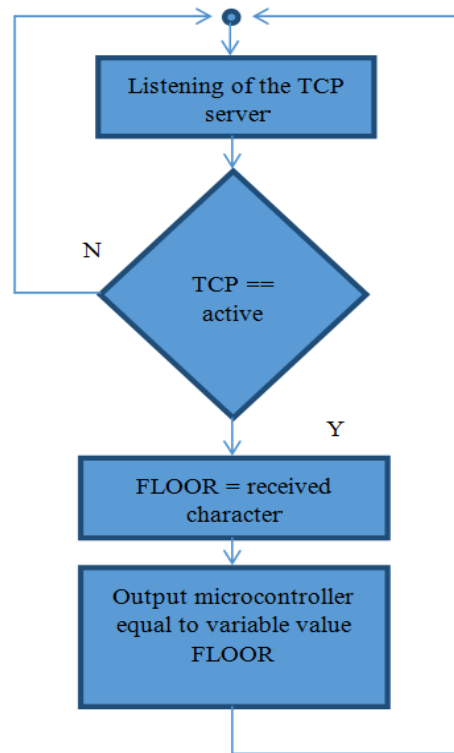 Listening of the TCP
server
N
TCP ==
active
Y
FLOOR = received
character
Output microcontroller
equal to variable value
FLOOR